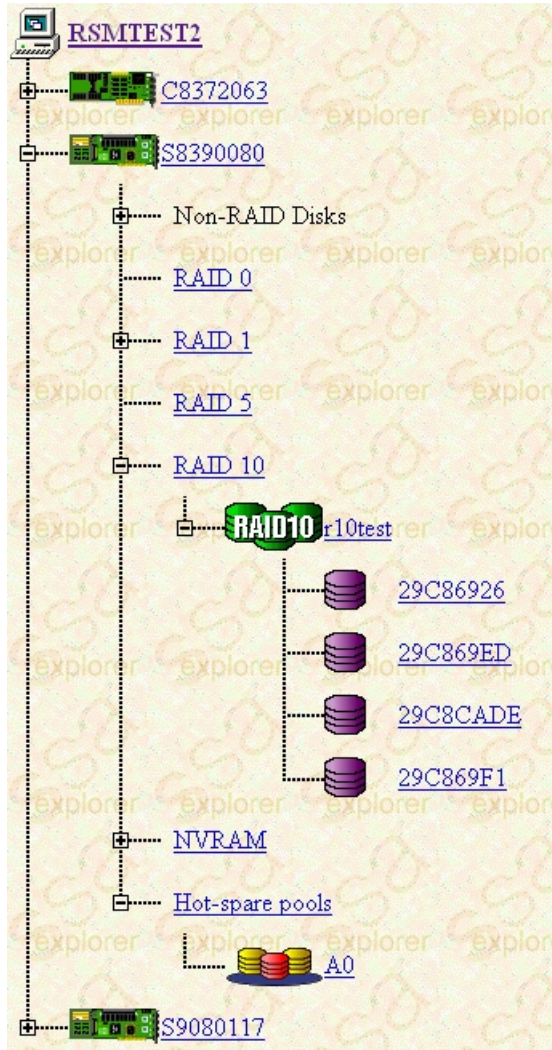 RSMTEST2
C8372063
S8390080
Non-RAID Disks
RAID 0
RAID 1
RAID 5
RAID 10
RAID10 r10test
29C86926
29C869ED
29C8CADE
29C869F1
NVRAM
Hot-spare pools
A0
S9080117